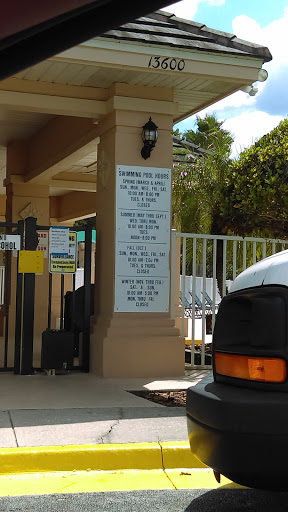 13600
SWIMMING POOL HOURS
SPRING (MARCH & APRIL)
SUN, MON, WED, FRI, SAT
10:00 AM-8:00 PM
TUES. & THURS.
CLOSED
SUMMER (MAY THRU SEPT.)
WED. THRU MON.
10:00 AM - 8:00 PM
TUES.
NOON - 8:00 PM
FALL (OCT.)
SUN, MON, WED, FRI, SAT
10:00 AM - 7:00 PM
TUES. & THURS.
CLOSED
WINTER (NOV THRU FEB.)
SAT. & SUN.
10:00 AM - 5:00 PM
MON. THRU FRI.
CLOSED
OHOL